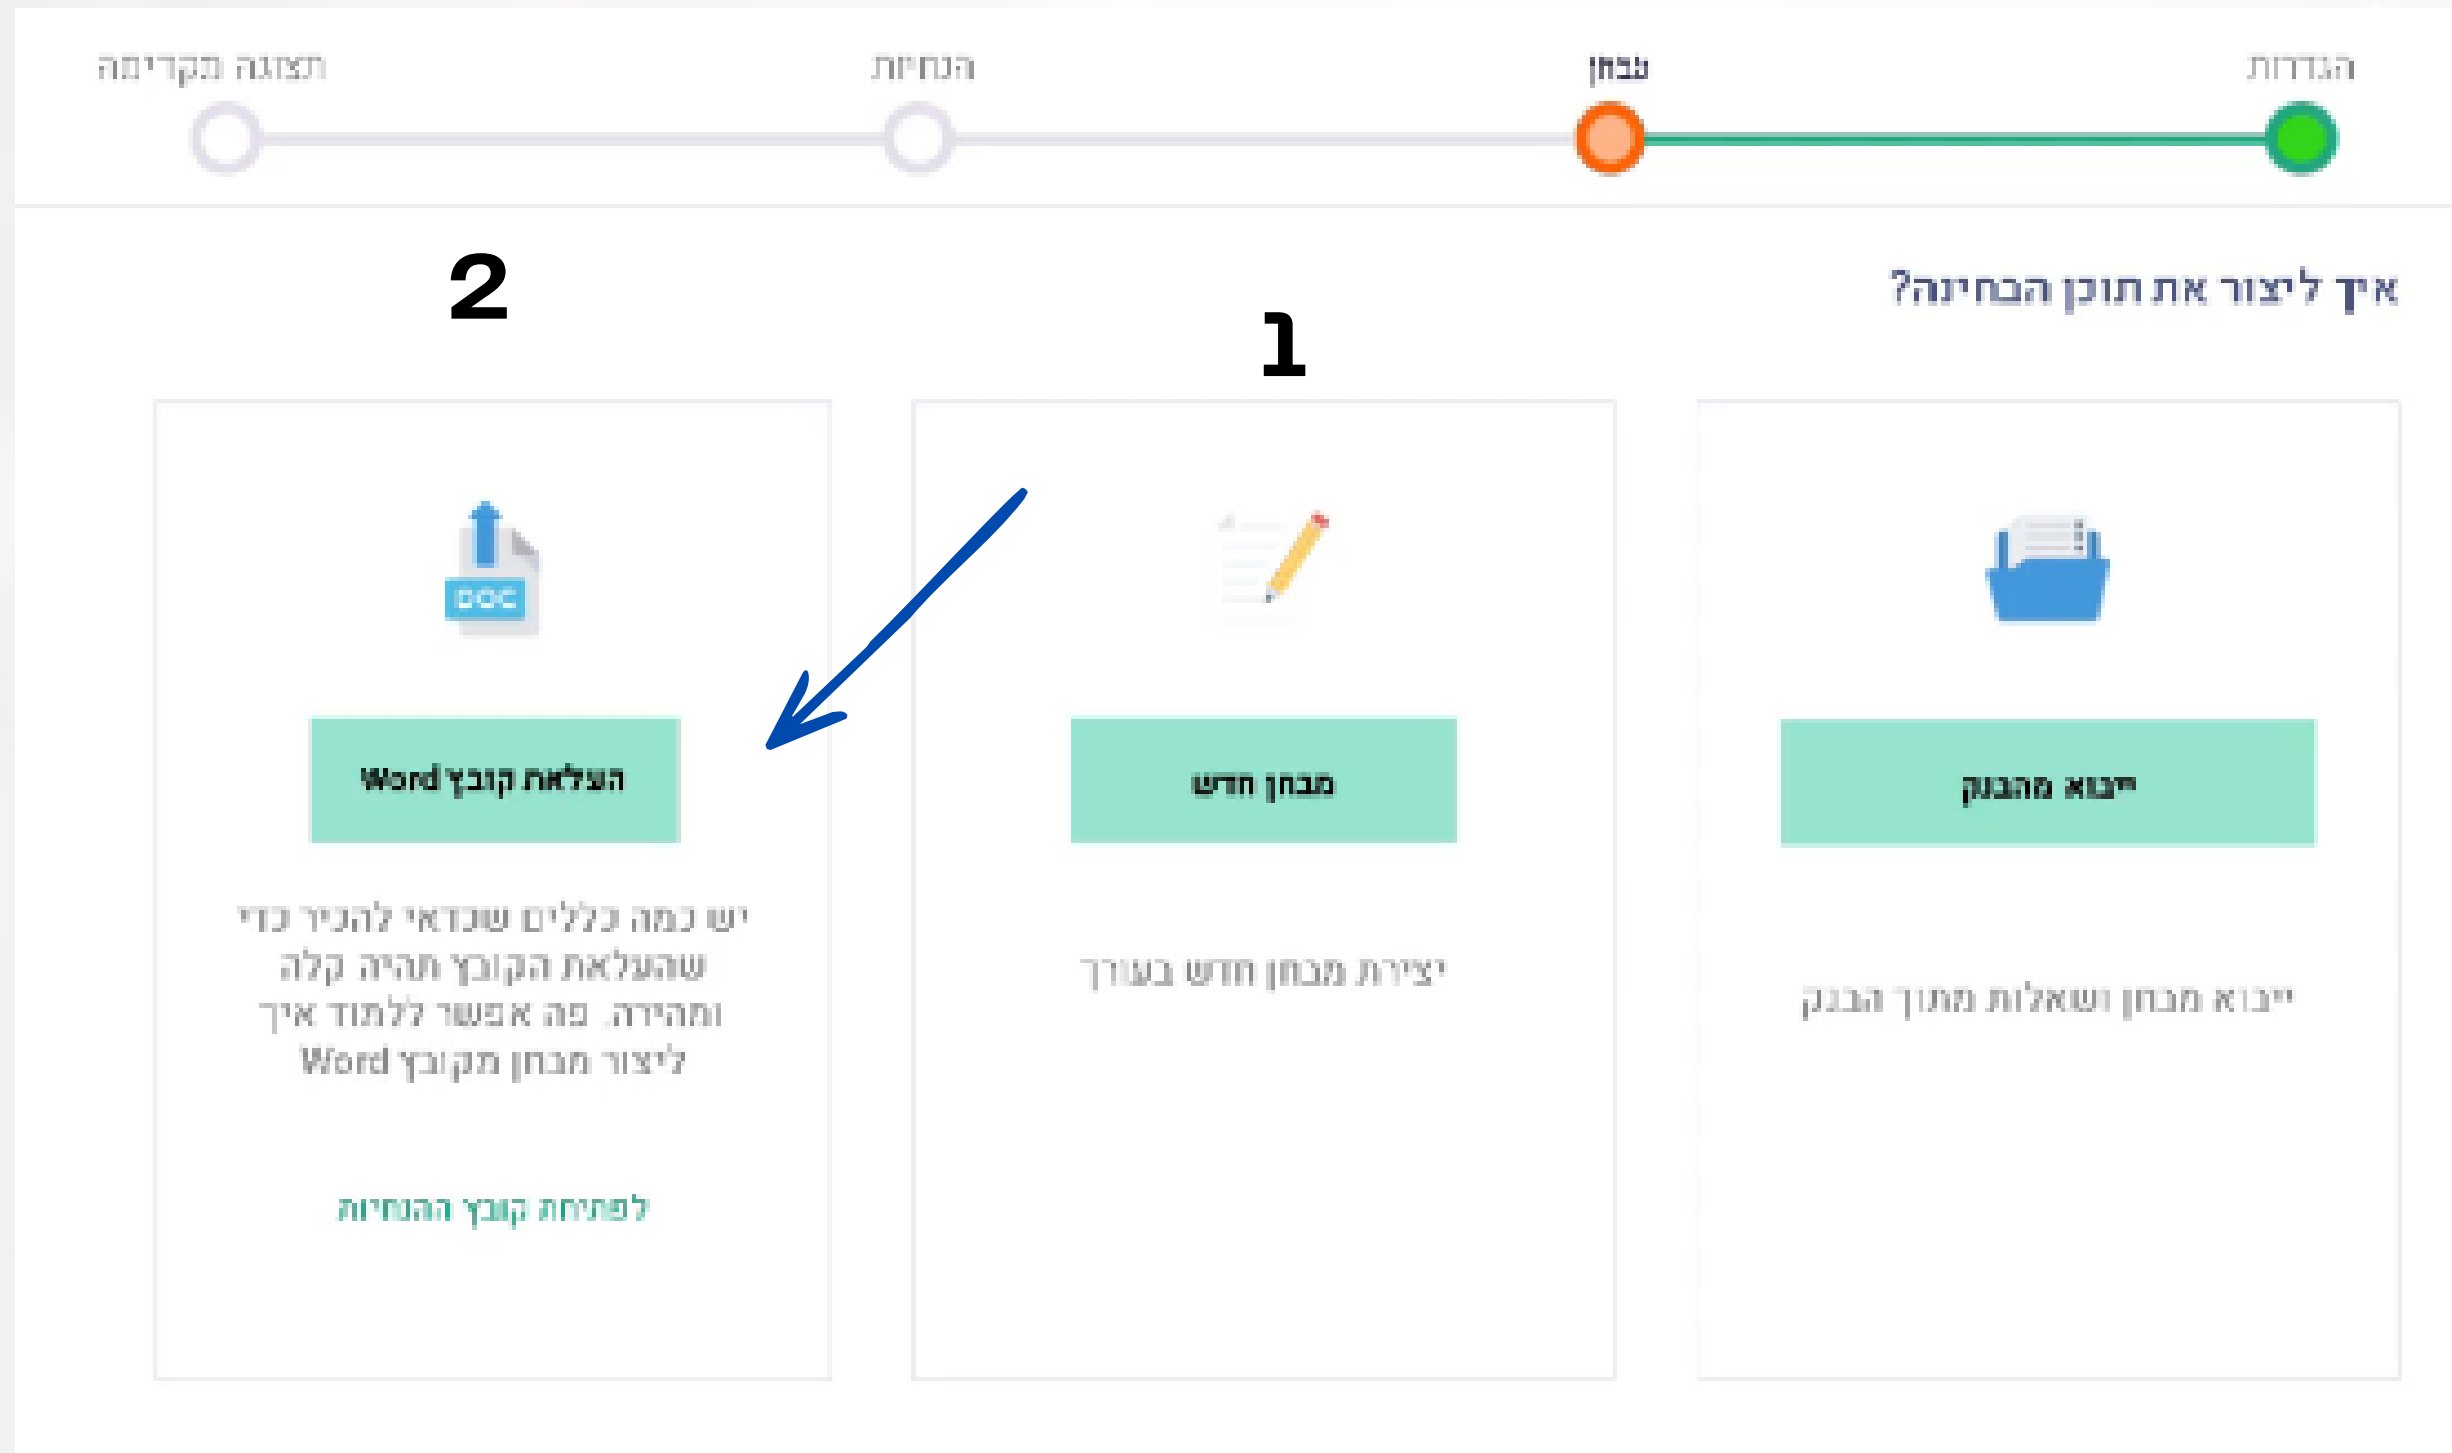 הגדרות
מבחן
הנחיות
תצוגה מקדימה
איך ליצור את תוכן הבחינה?
ייבוא מהבנק
ייבוא מבחן ושאלות מתוך הבנק
1
מבחן חדש
יצירת מבחן חדש בעורך
2
DOC
העלאת קובץ Word
יש כמה כללים שכדאי להכיר כדי
שהעלאת הקובץ תהיה קלה
ומהירה. פה אפשר ללמוד איך
ליצור מבחן מקובץ Word
לפתיחת קובץ ההנחיות